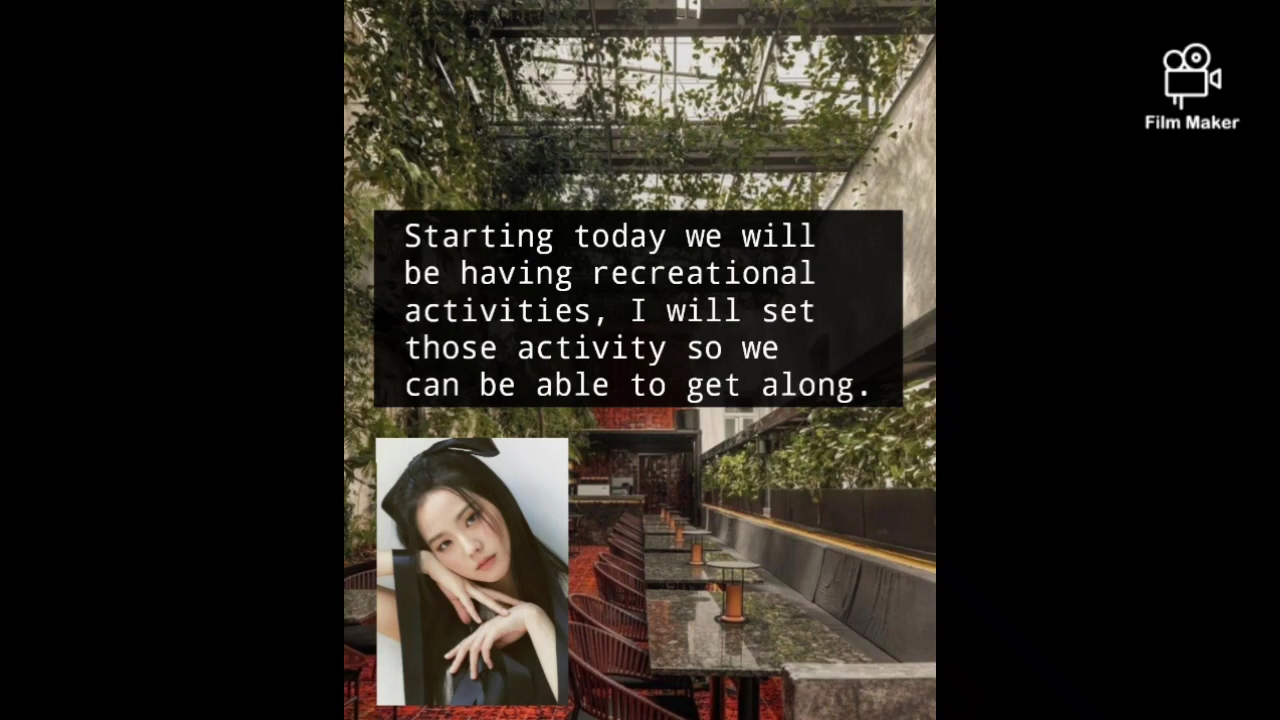 Film Maker
Starting today we will
be having recreational
activities, I will set
those activity so we
can be able to get along.